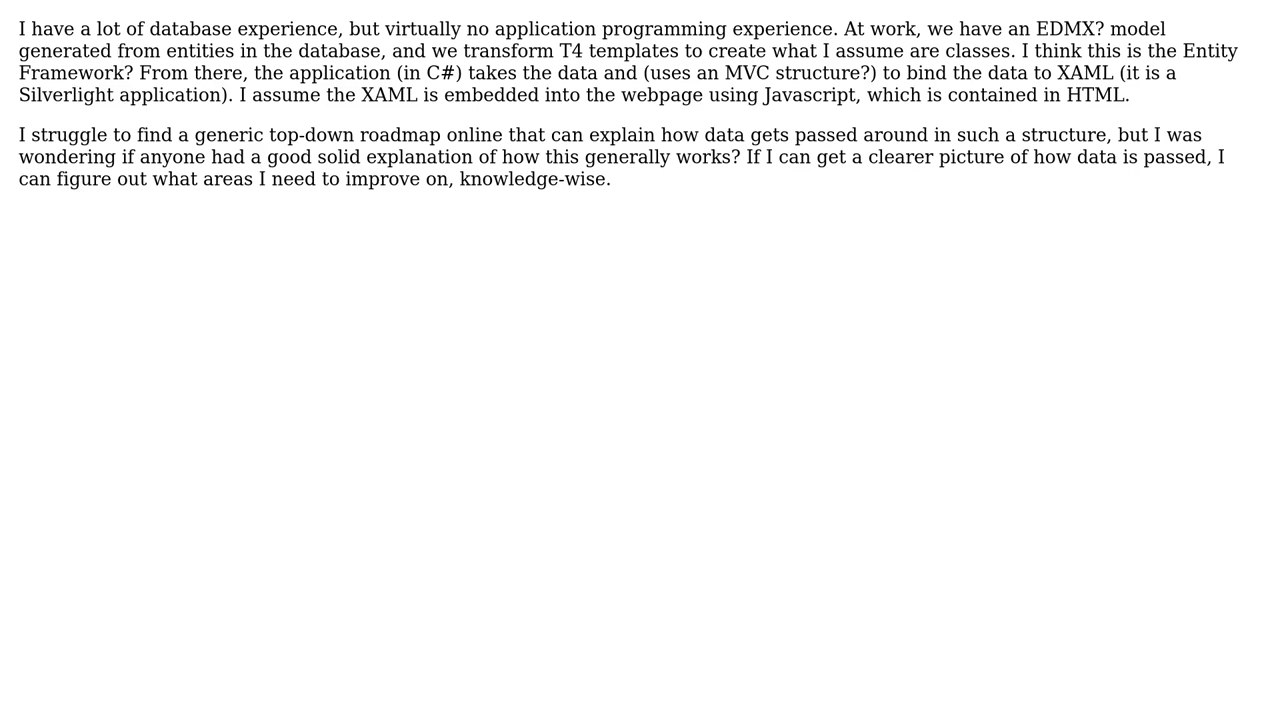 I have a lot of database experience, but virtually no application programming experience. At work, we have an EDMX? model
generated from entities in the database, and we transform T4 templates to create what I assume are classes. I think this is the Entity
Framework? From there, the application (in C#) takes the data and (uses an MVC structure?) to bind the data to XAML (it is a
Silverlight application). I assume the XAML is embedded into the webpage using Javascript, which is contained in HTML.
I struggle to find a generic top-down roadmap online that can explain how data gets passed around in such a structure, but I was
wondering if anyone had a good solid explanation of how this generally works? If I can get a clearer picture of how data is passed, I
can figure out what areas I need to improve on, knowledge-wise.